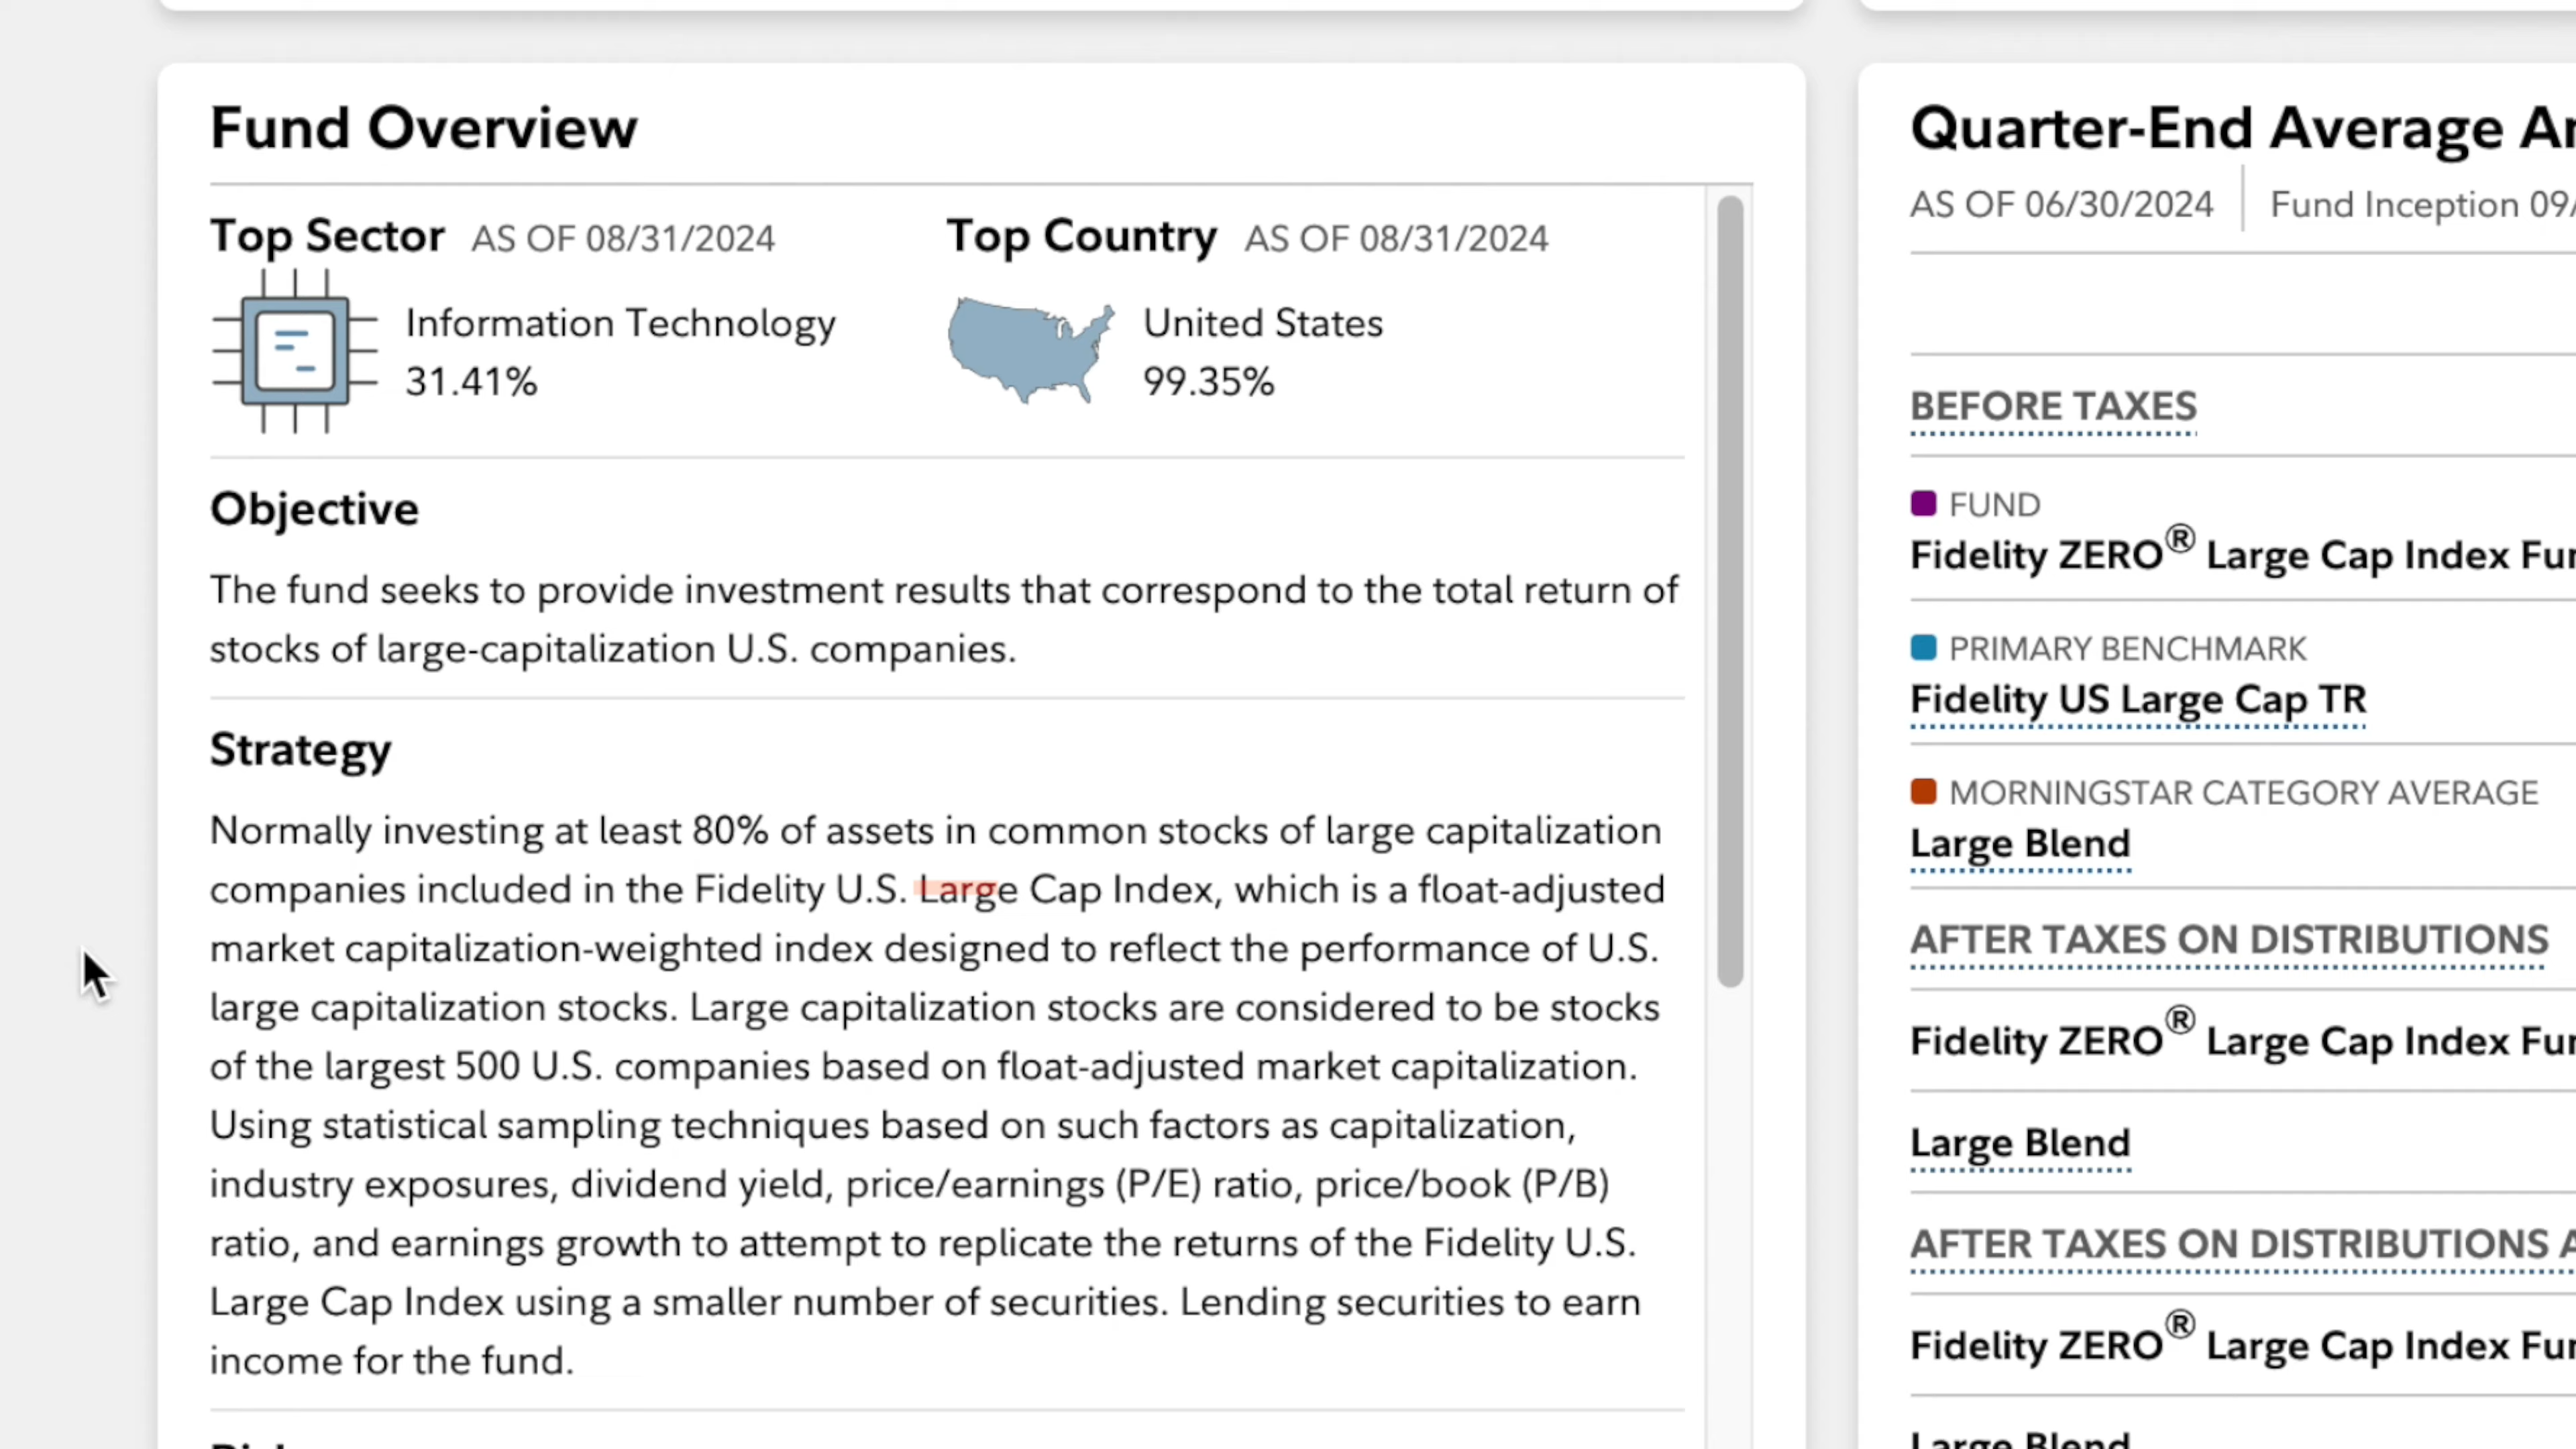 Fund Overview
Top Sector AS OF 08/31/2024
Information Technology
31.41%
Top Country AS OF 08/31/2024
United States
99.35%
Objective
The fund seeks to provide investment results that correspond to the total return of
stocks of large-capitalization U.S. companies.
Strategy
Normally investing at least 80% of assets in common stocks of large capitalization
companies included in the Fidelity U.S. Large Cap Index, which is a float-adjusted
market capitalization-weighted index designed to reflect the performance of U.S.
large capitalization stocks. Large capitalization stocks are considered to be stocks
of the largest 500 U.S. companies based on float-adjusted market capitalization.
Using statistical sampling techniques based on such factors as capitalization,
industry exposures, dividend yield, price/earnings (P/E) ratio, price/book (P/B)
ratio, and earnings growth to attempt to replicate the returns of the Fidelity U.S.
Large Cap Index using a smaller number of securities. Lending securities to earn
income for the fund.
Quarter-End Average
AS OF 06/30/2024 Fund Inception 09/
BEFORE TAXES
FUND
Fidelity ZERO® Large Cap Index
PRIMARY BENCHMARK
Fidelity US Large Cap TR
MORNINGSTAR CATEGORY AVERAGE
Large Blend
AFTER TAXES ON DISTRIBUTIONS
Fidelity ZERO® Large Cap Index
Large Blend
AFTER TAXES ON DISTRIBUTIONS
Fidelity ZERO® Large Cap Index
Large Blend